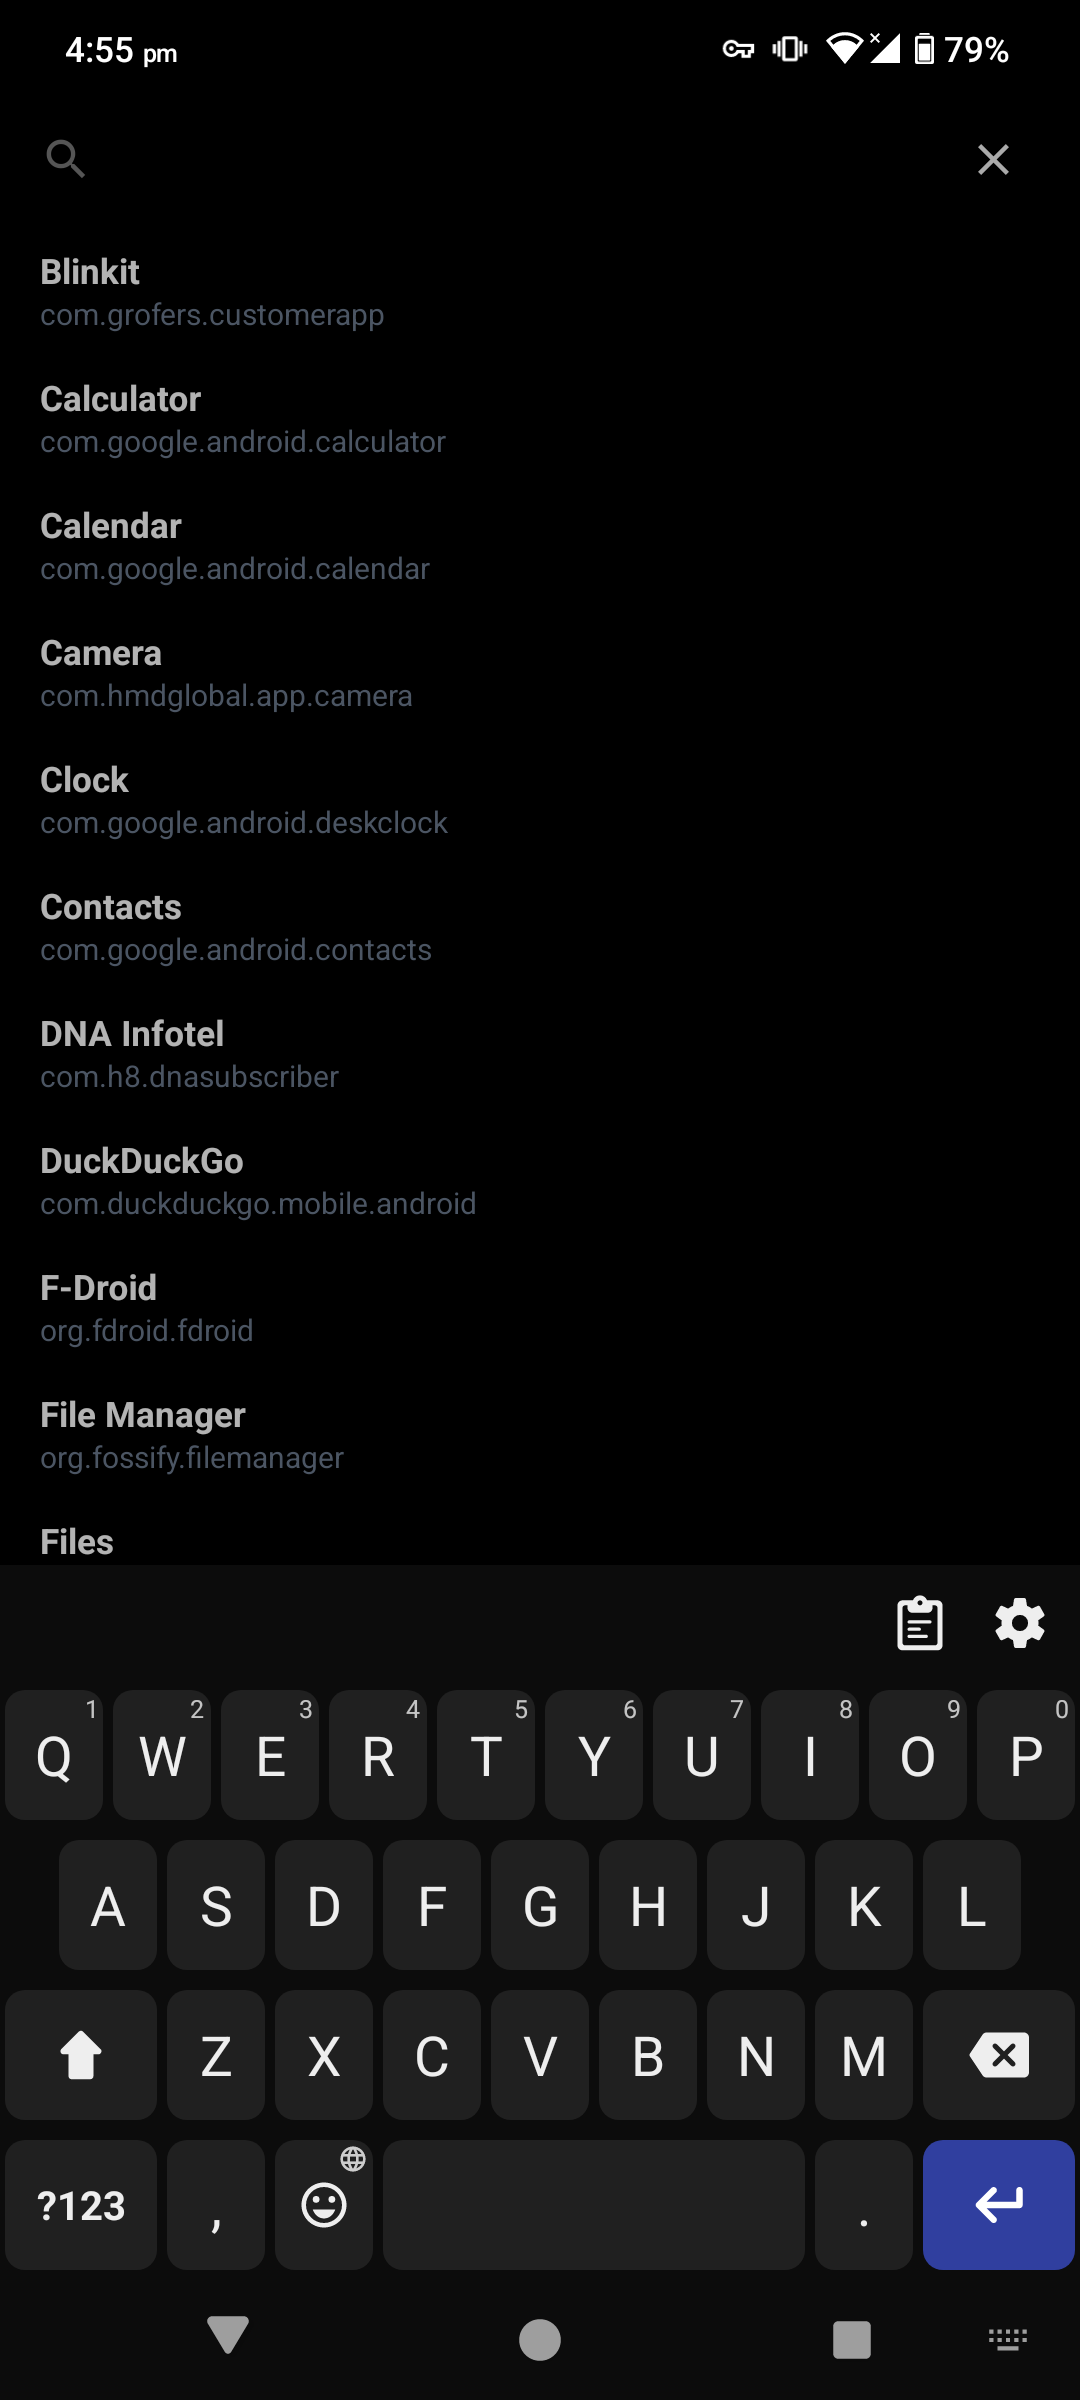 4:55 pm 79%
Blinkit
com.grofers.customerapp
Calculator
com.google.android.calculator
Calendar
com.google.android.calendar
Camera
com.hmdglobal.app.camera
Clock
com.google.android.deskclock
Contacts
com.google.android.contacts
DNA Infotel
com.h8.dnasubscriber
DuckDuckGo
com.duckduckgo.mobile.android
F-Droid
org.fdroid.fdroid
File Manager
org.fossify.filemanager
Files
1 2 3 4 5 6 7 8 9 0
Q W E R T Y U I O P
A S D F G H J K L
Z X C V B N M
?123 , .